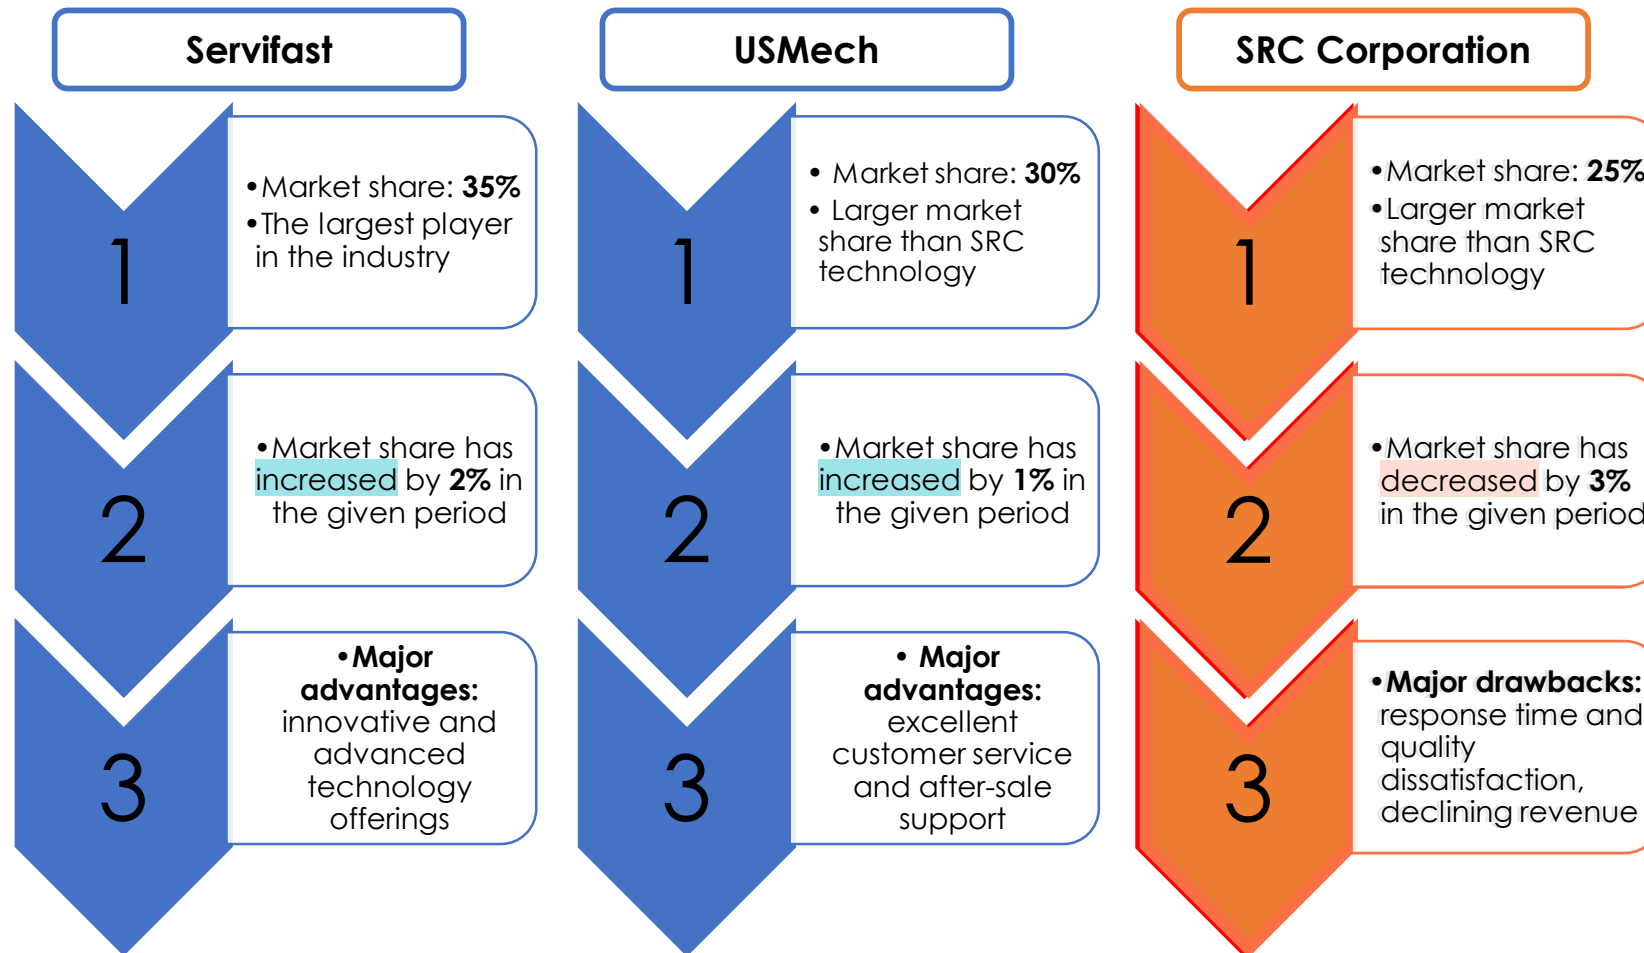 Servifast
1
•Market share: 35%
•The largest player
in the industry
2
•Market share has
increased by 2% in
the given period
3
•Major
advantages:
innovative and
advanced
technology
offerings
USMech
1
• Market share: 30%
• Larger market
share than SRC
technology
2
•Market share has
increased by 1% in
the given period
3
• Major
advantages:
excellent
customer service
and after-sale
support
SRC Corporation
1
•Market share: 25%
•Larger market
share than SRC
technology
2
•Market share has
decreased by 3%
in the given period
3
•Major drawbacks:
response time and
quality
dissatisfaction,
declining revenue